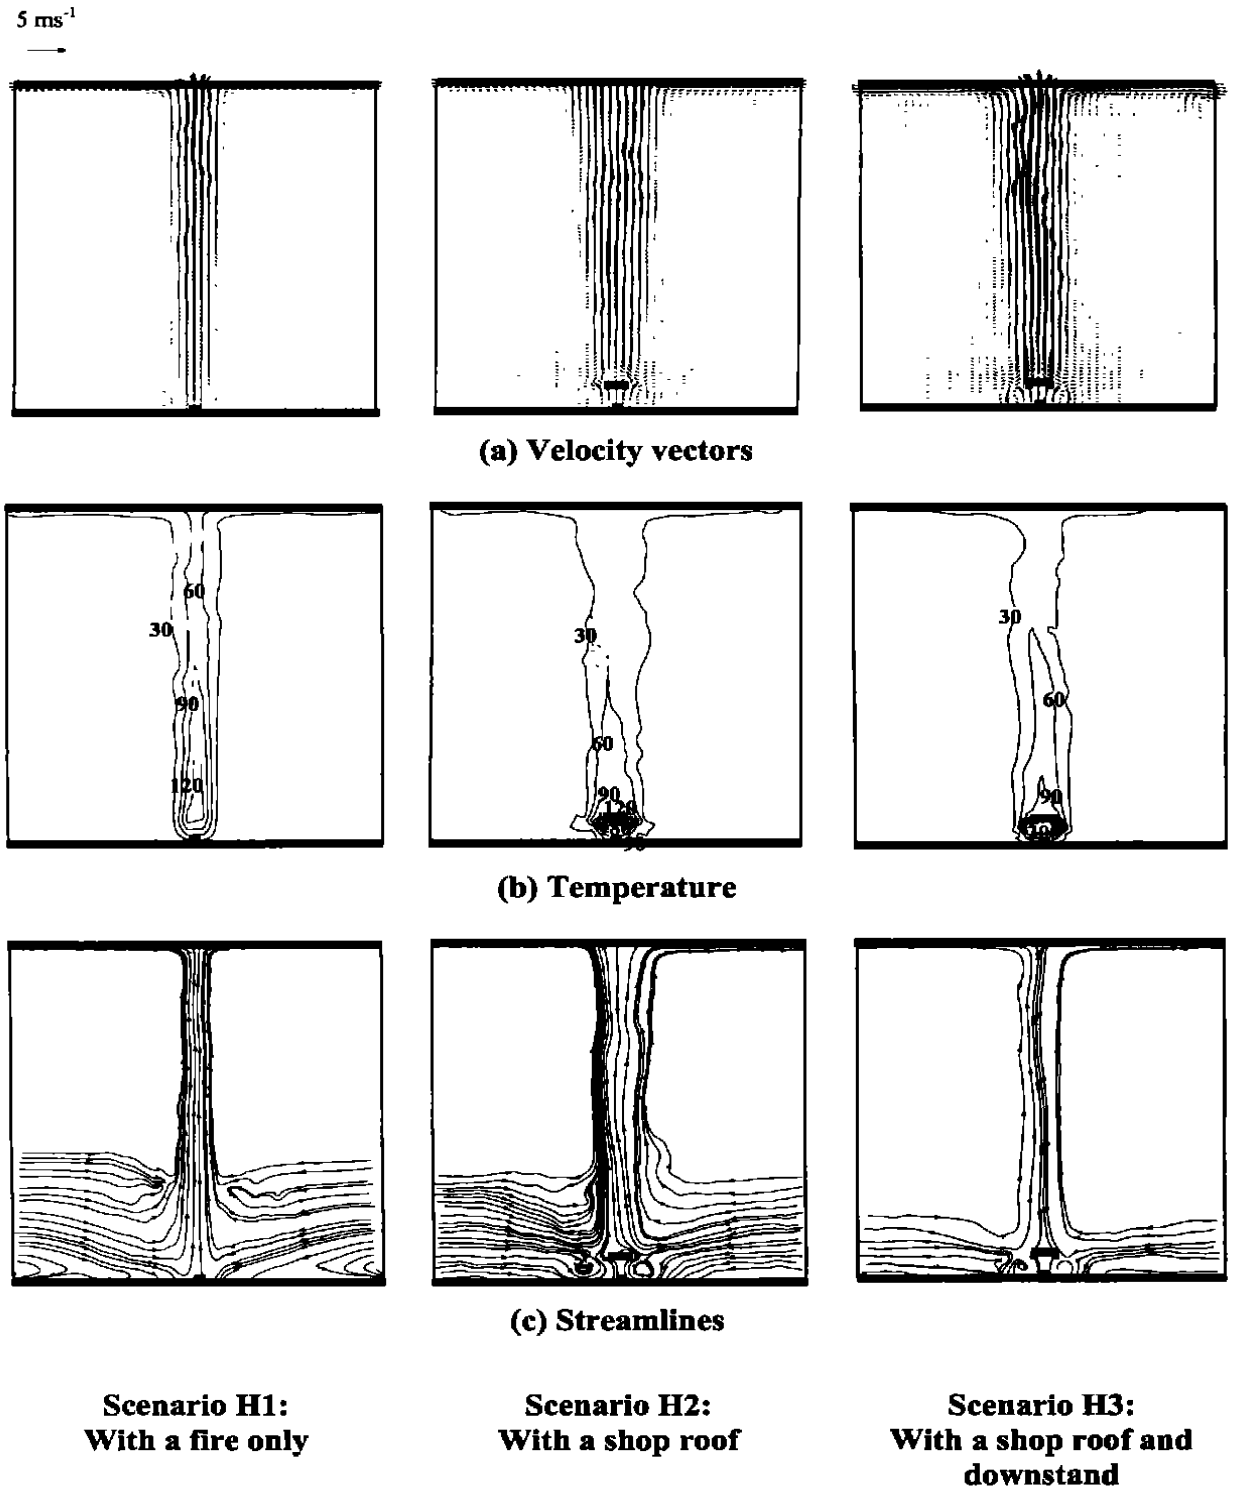 5 ms⁻¹
(a) Velocity vectors
60
30
90
120
30
60
90
120
30
60
90
(b) Temperature
(c) Streamlines
Scenario H1:
With a fire only
Scenario H2:
With a shop roof
Scenario H3:
With a shop roof and
downstand